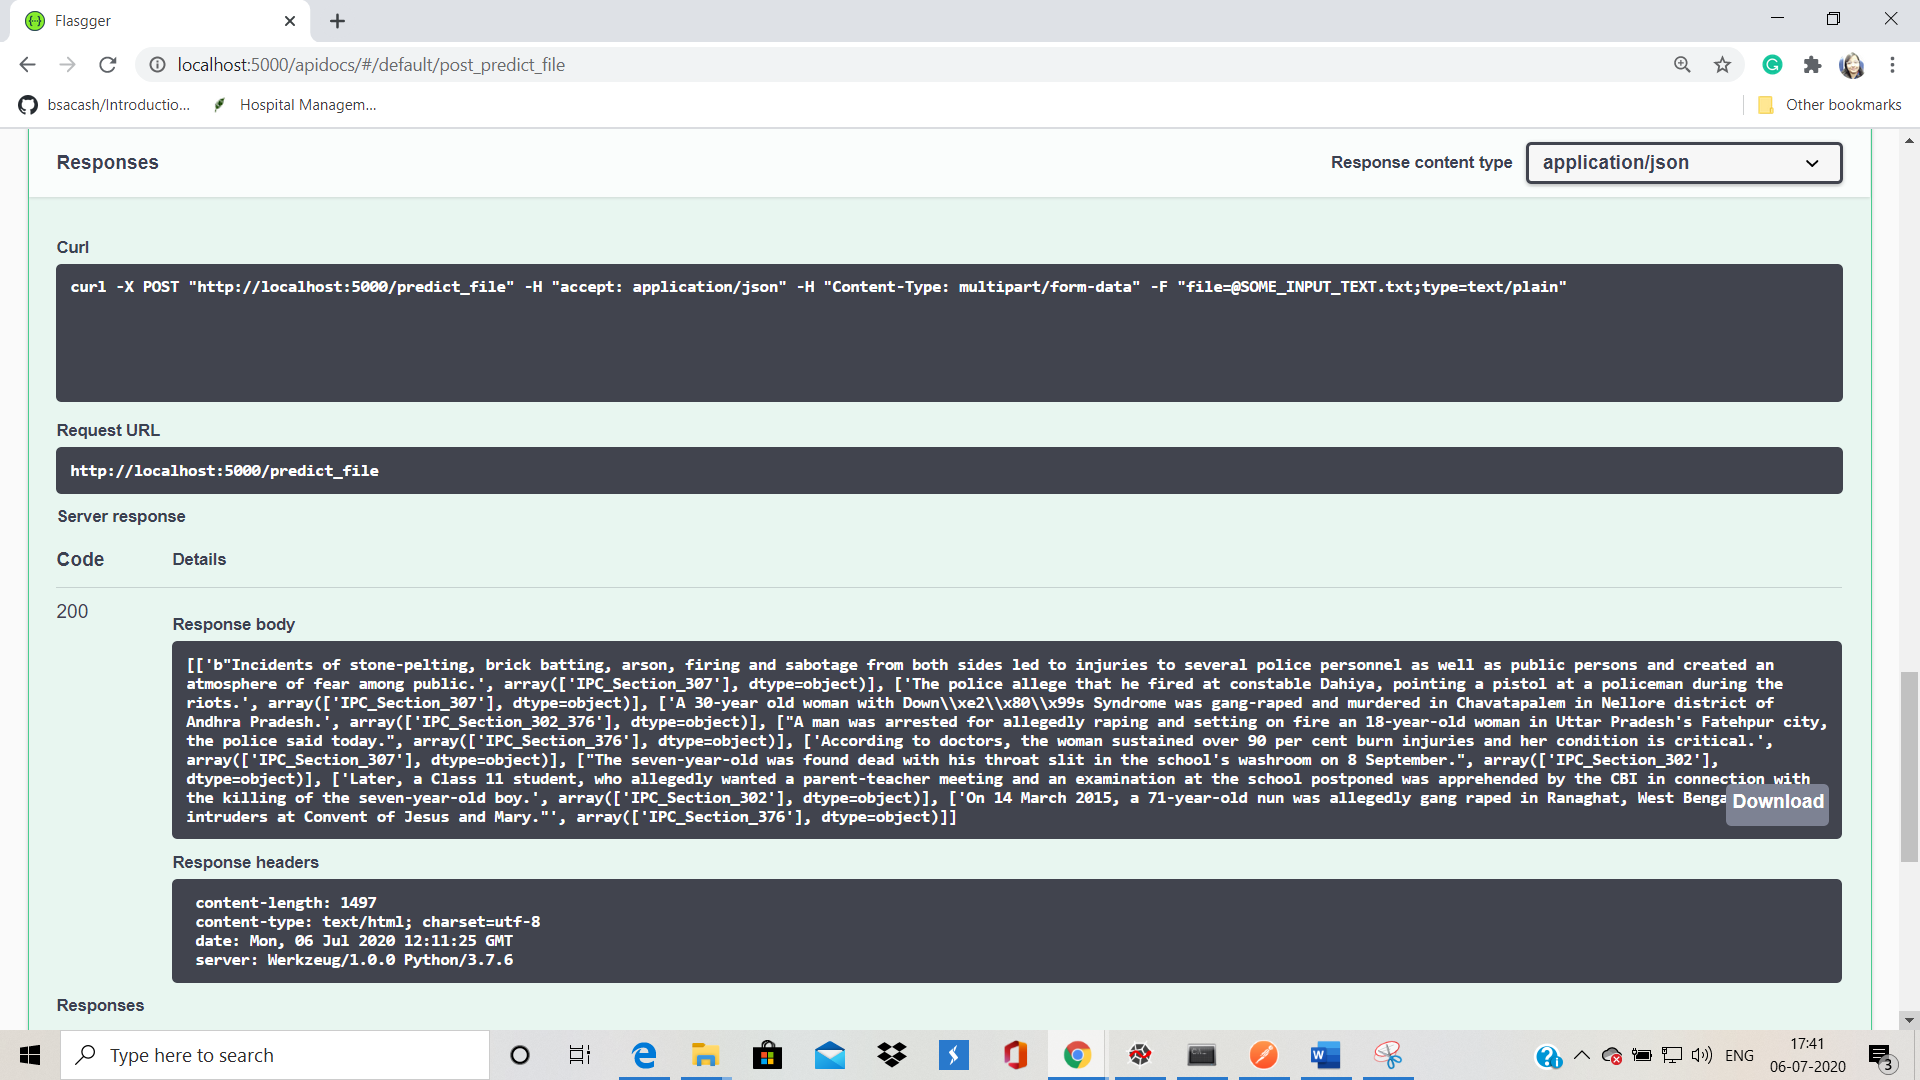 Flasgger
localhost:5000/apidocs/#/default/post_predict_file
bsacash/Introductio...
Hospital Managem...
Other bookmarks
Responses
Response content type
application/json
Curl
curl -X POST "http://localhost:5000/predict_file" -H "accept: application/json" -H "Content-Type: multipart/form-data" -F "file=@SOME_INPUT_TEXT.txt;type=text/plain"
Request URL
http://localhost:5000/predict_file
Server response
Code
Details
200
Response body
[['b"Incidents of stone-pelting, brick batting, arson, firing and sabotage from both sides led to injuries to several police personnel as well as public persons and created an
atmosphere of fear among public.', array(['IPC_Section_307'], dtype=object)], ['The police allege that he fired at constable Dahiya, pointing a pistol at a policeman during the
riots.', array(['IPC_Section_307'], dtype=object)], ['A 30-year old woman with Down\\xe2\\x80\\x99s Syndrome was gang-raped and murdered in Chavatapalem in Nellore district of
Andhra Pradesh.', array(['IPC_Section_302_376'], dtype=object)], ["A man was arrested for allegedly raping and setting on fire an 18-year-old woman in Uttar Pradesh's Fatehpur city,
the police said today.", array(['IPC_Section_376'], dtype=object)], ['According to doctors, the woman sustained over 90 per cent burn injuries and her condition is critical.',
array(['IPC_Section_307'], dtype=object)], ["The seven-year-old was found dead with his throat slit in the school's washroom on 8 September.", array(['IPC_Section_302'],
dtype=object)], ['Later, a Class 11 student, who allegedly wanted a parent-teacher meeting and an examination at the school postponed was apprehended by the CBI in connection with
the killing of the seven-year-old boy.', array(['IPC_Section_302'], dtype=object)], ['On 14 March 2015, a 71-year-old nun was allegedly gang raped in Ranaghat, West Benga
intruders at Convent of Jesus and Mary."', array(['IPC_Section_376'], dtype=object)]]
Download
Response headers
content-length: 1497
content-type: text/html; charset=utf-8
date: Mon, 06 Jul 2020 12:11:25 GMT
server: Werkzeug/1.0.0 Python/3.7.6
Responses
Type here to search
ENG
17:41
06-07-2020
3